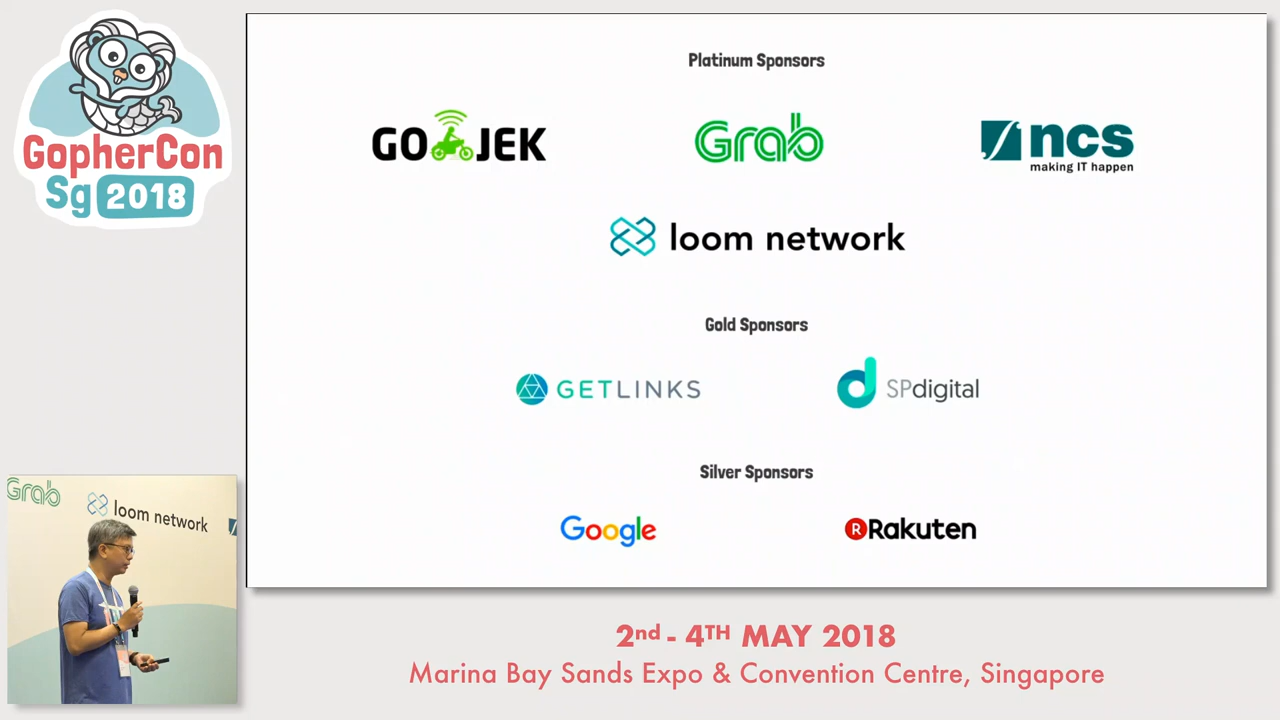 GopherCon
Sg 2018
Platinum Sponsors
GO JEK
Grab
ncs
making IT happen
loom network
Gold Sponsors
GETLINKS
SPdigital
Silver Sponsors
Google
R Rakuten
Grab
loom network
2nd - 4TH MAY 2018
Marina Bay Sands Expo & Convention Centre, Singapore